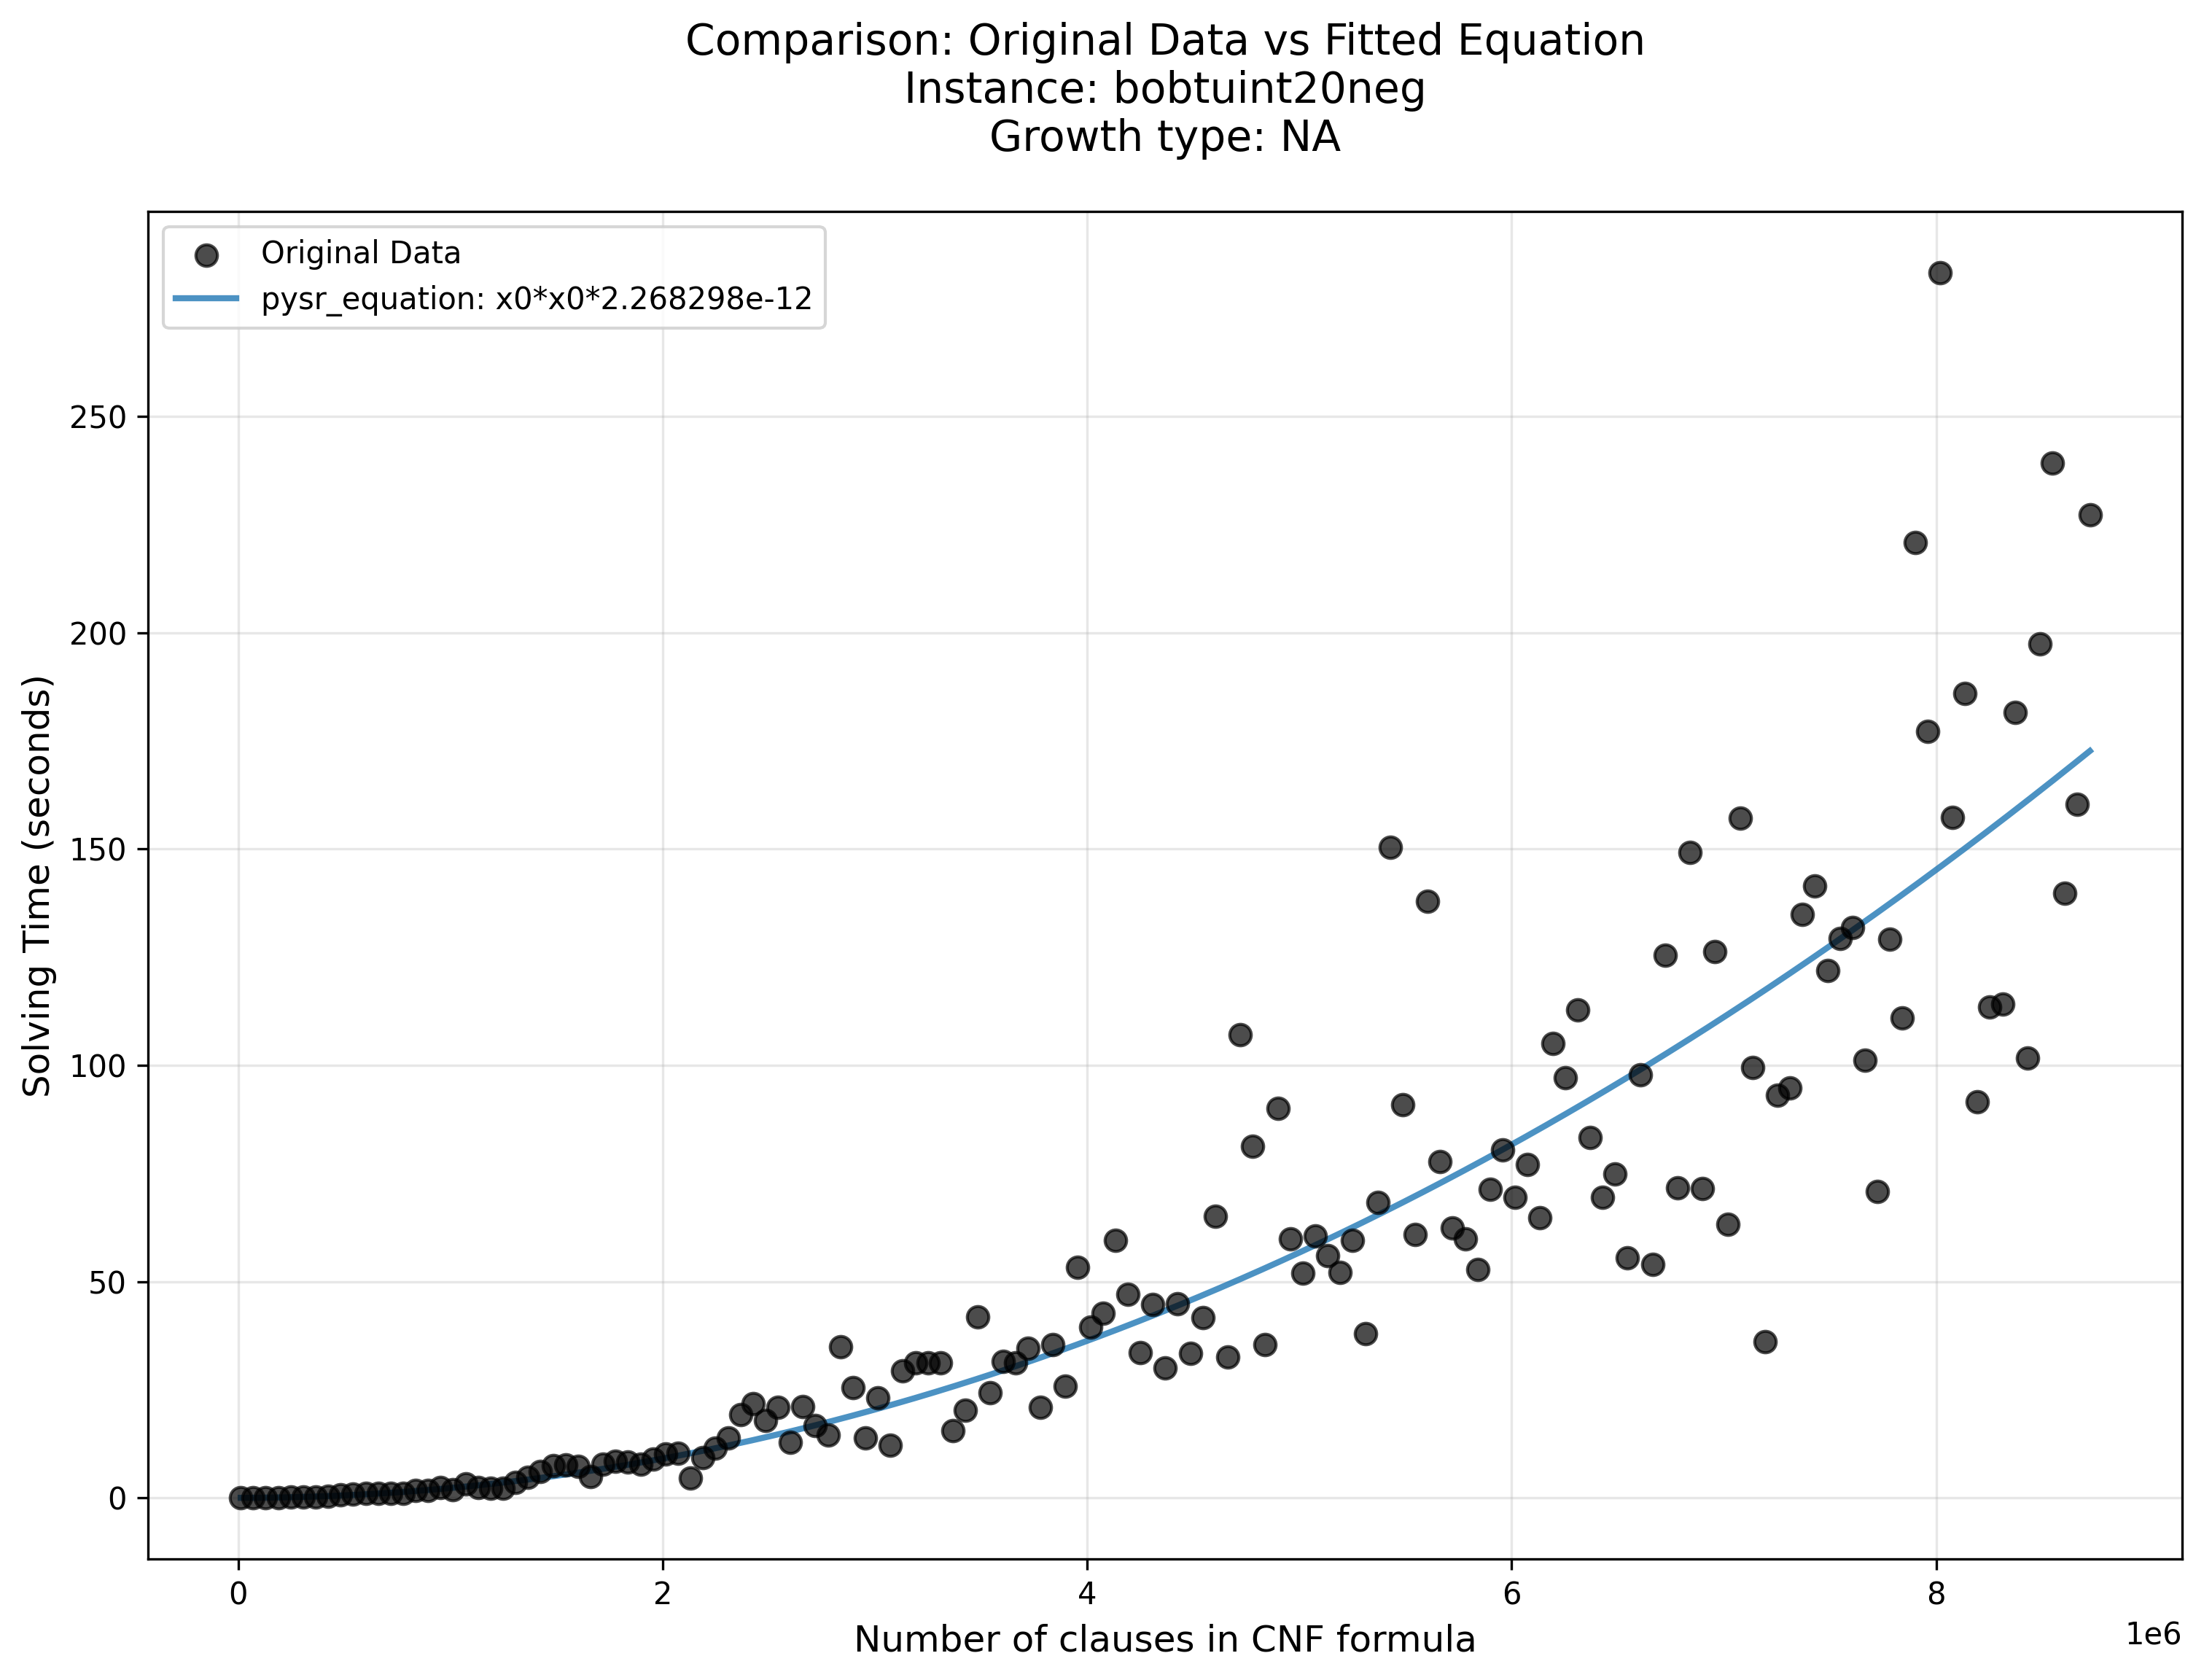 Comparison: Original Data vs Fitted Equation
Instance: bobtuint20neg
Growth type: NA
Original Data
pysr_equation: x0*x0*2.268298e-12
Solving Time (seconds)
250
200
150
100
50
0
0 2 4 6 8
1e6
Number of clauses in CNF formula